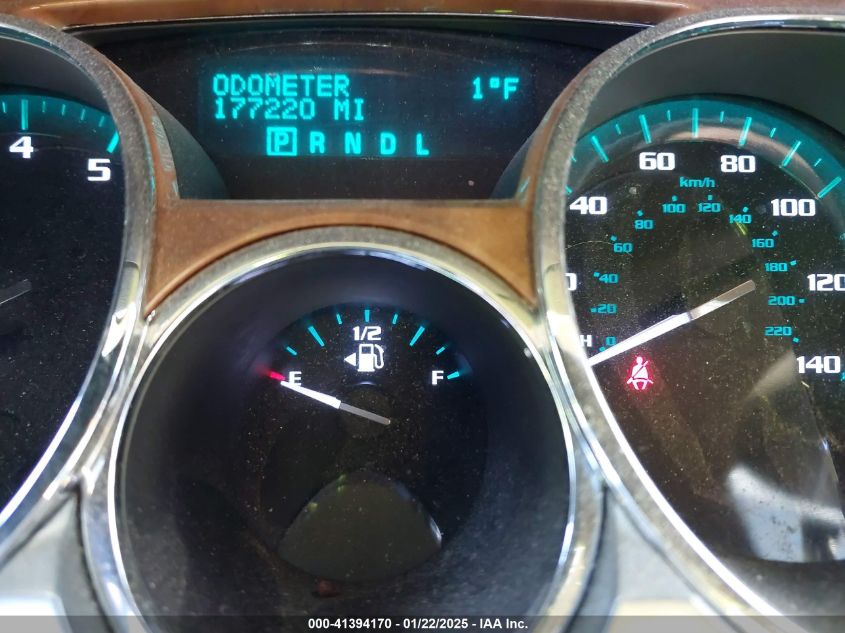 ODOMETER 1°F
177220 MI
P R N D L
4 5
1/2
E F
40 60 80 100 120 140
km/h
0 20 40 60 80 100 120 140 160 180 200 220
H
000-41394170 - 01/22/2025 - IAA Inc.